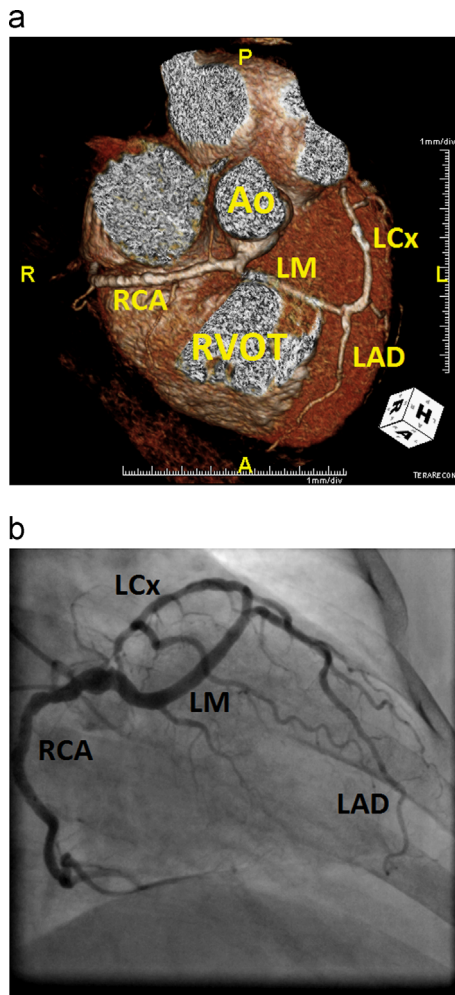 a
P
1mm/div
Ao
LCx
R
LM
L
RCA
RVOT
LAD
H
R
A
A
1mm/div
TERARECON
b
LCx
LM
RCA
LAD